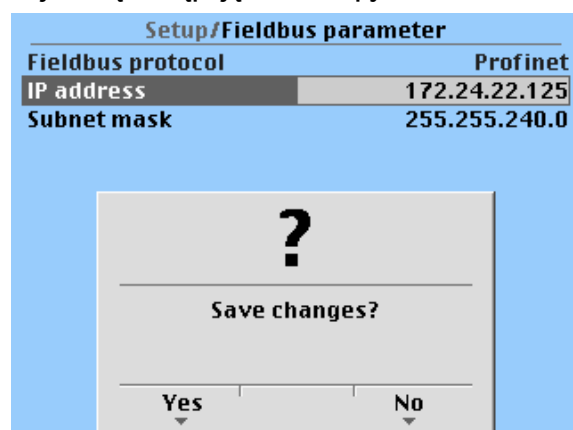 Setup/Fieldbus parameter
Fieldbus protocol Profinet
IP address 172.24.22.125
Subnet mask 255.255.240.0
?
Save changes?
Yes No